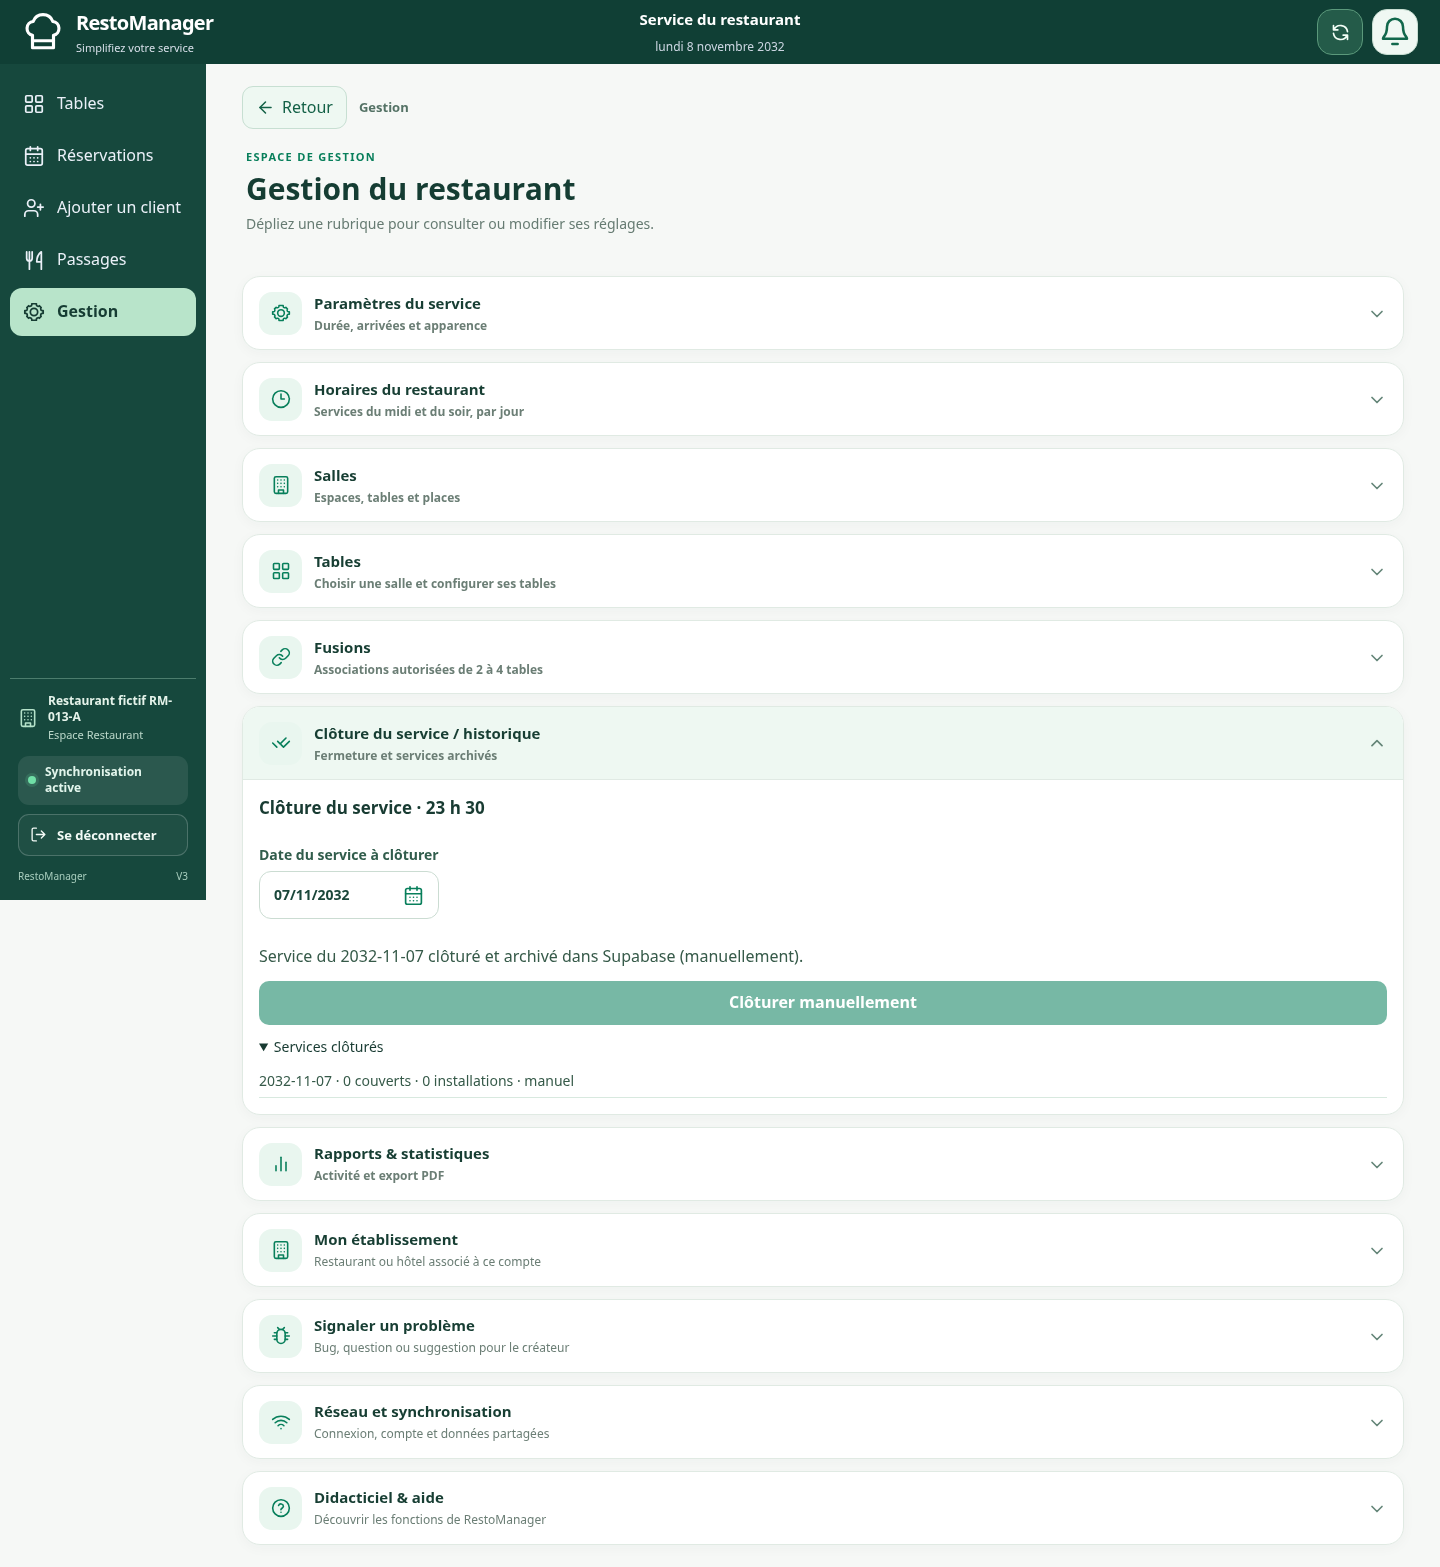 RestoManager
Simplifiez votre service
Service du restaurant
lundi 8 novembre 2032
Tables
Réservations
Ajouter un client
Passages
Gestion
Restaurant fictif RM-
013-A
Espace Restaurant
Synchronisation
active
Se déconnecter
RestoManager V3
Retour Gestion
ESPACE DE GESTION
Gestion du restaurant
Dépliez une rubrique pour consulter ou modifier ses réglages.
Paramètres du service
Durée, arrivées et apparence
Horaires du restaurant
Services du midi et du soir, par jour
Salles
Espaces, tables et places
Tables
Choisir une salle et configurer ses tables
Fusions
Associations autorisées de 2 à 4 tables
Clôture du service / historique
Fermeture et services archivés
Clôture du service · 23 h 30
Date du service à clôturer
07/11/2032
Service du 2032-11-07 clôturé et archivé dans Supabase (manuellement).
Clôturer manuellement
▼ Services clôturés
2032-11-07 · 0 couverts · 0 installations · manuel
Rapports & statistiques
Activité et export PDF
Mon établissement
Restaurant ou hôtel associé à ce compte
Signaler un problème
Bug, question ou suggestion pour le créateur
Réseau et synchronisation
Connexion, compte et données partagées
Didacticiel & aide
Découvrir les fonctions de RestoManager